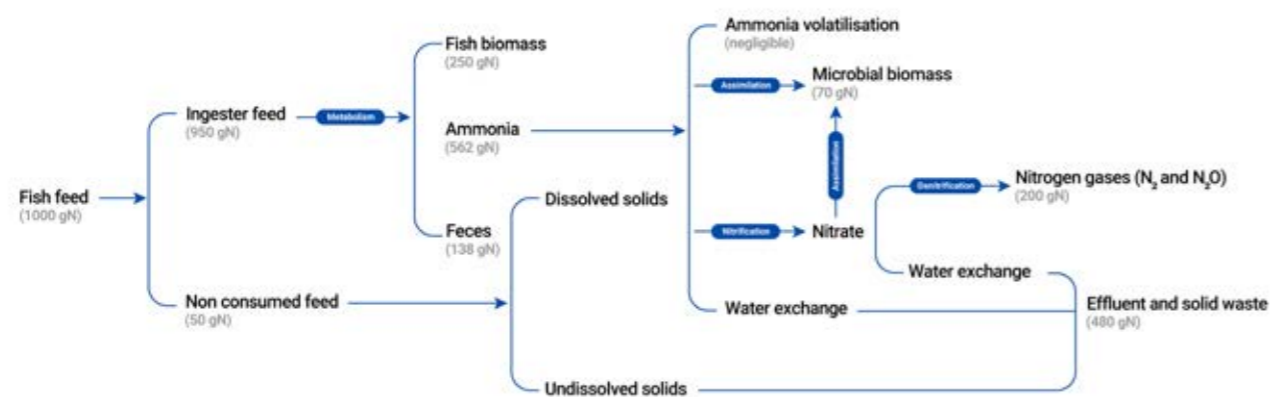 Fish feed
(1000 gN)
Ingester feed
(950 gN)
Non consumed feed
(50 gN)
Metabolism
Fish biomass
(250 gN)
Ammonia
(562 gN)
Feces
(138 gN)
Dissolved solids
Undissolved solids
Ammonia volatilisation
(negligible)
Assimilation
Microbial biomass
(70 gN)
Assimilation
Nitrification
Nitrate
Water exchange
Denitrification
Nitrogen gases (N₂ and N₂O)
(200 gN)
Water exchange
Effluent and solid waste
(480 gN)